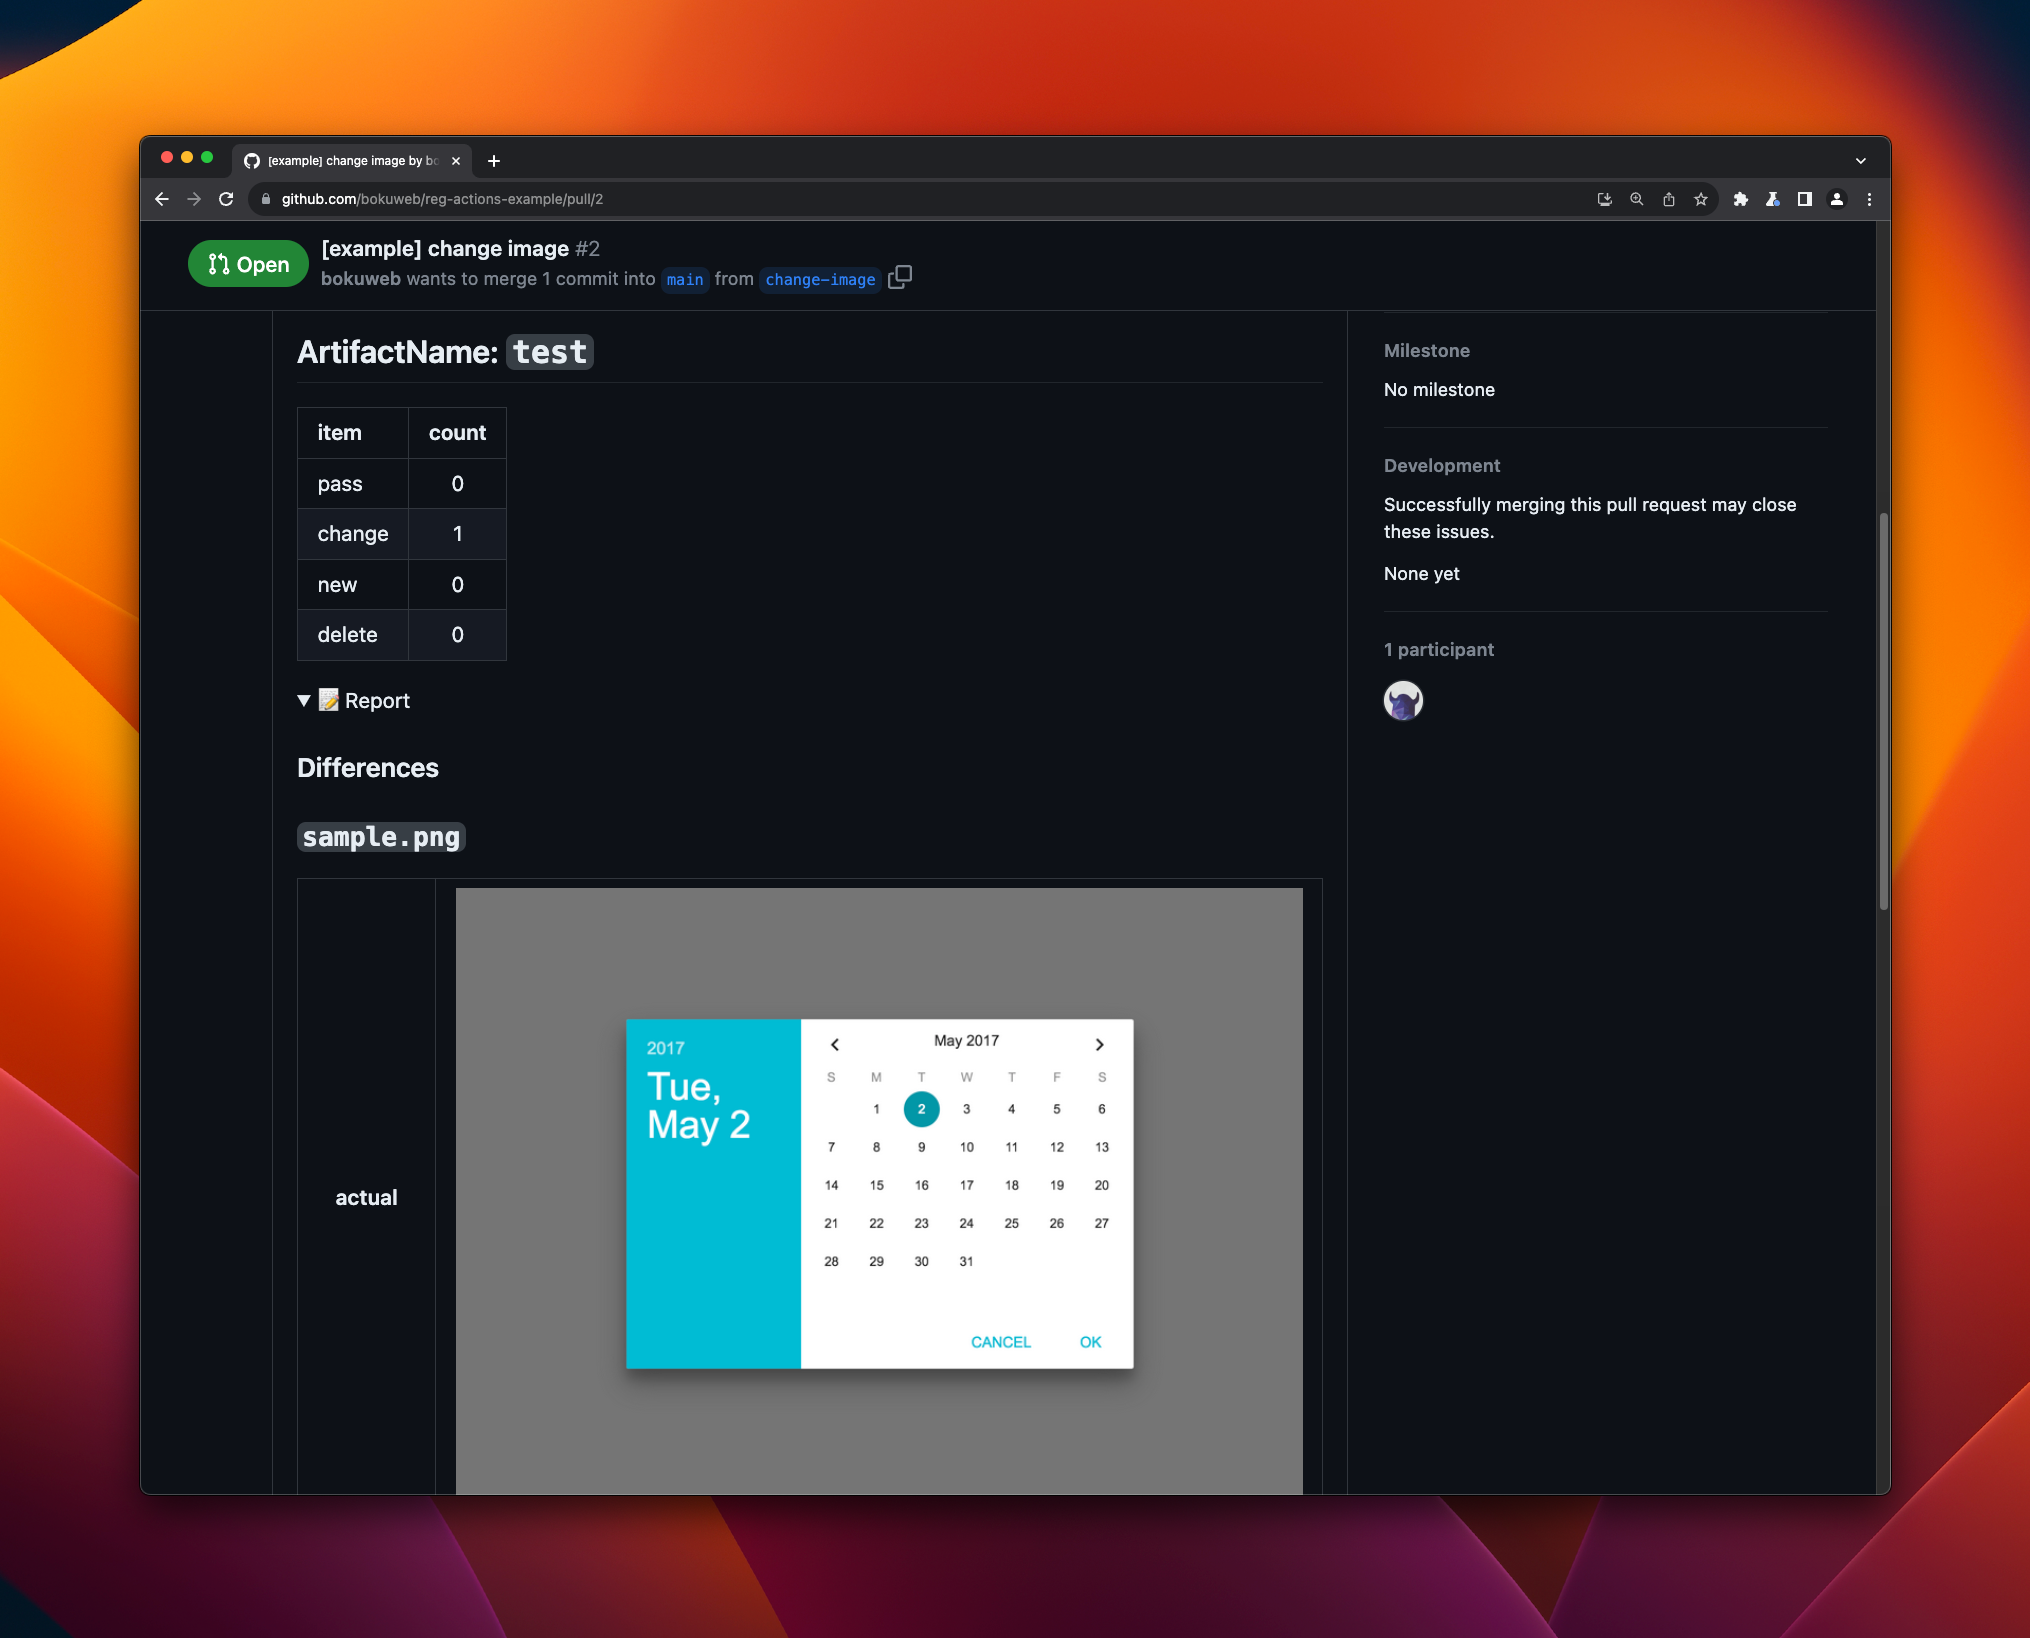 [example] change image by bo
github.com/bokuweb/reg-actions-example/pull/2
Open
[example] change image #2
bokuweb wants to merge 1 commit into main from change-image
ArtifactName: test
item count
pass 0
change 1
new 0
delete 0
Report
Differences
sample.png
actual
2017
Tue,
May 2
May 2017
S M T W T F S
1 2 3 4 5 6
7 8 9 10 11 12 13
14 15 16 17 18 19 20
21 22 23 24 25 26 27
28 29 30 31
CANCEL OK
Milestone
No milestone
Development
Successfully merging this pull request may close
these issues.
None yet
1 participant